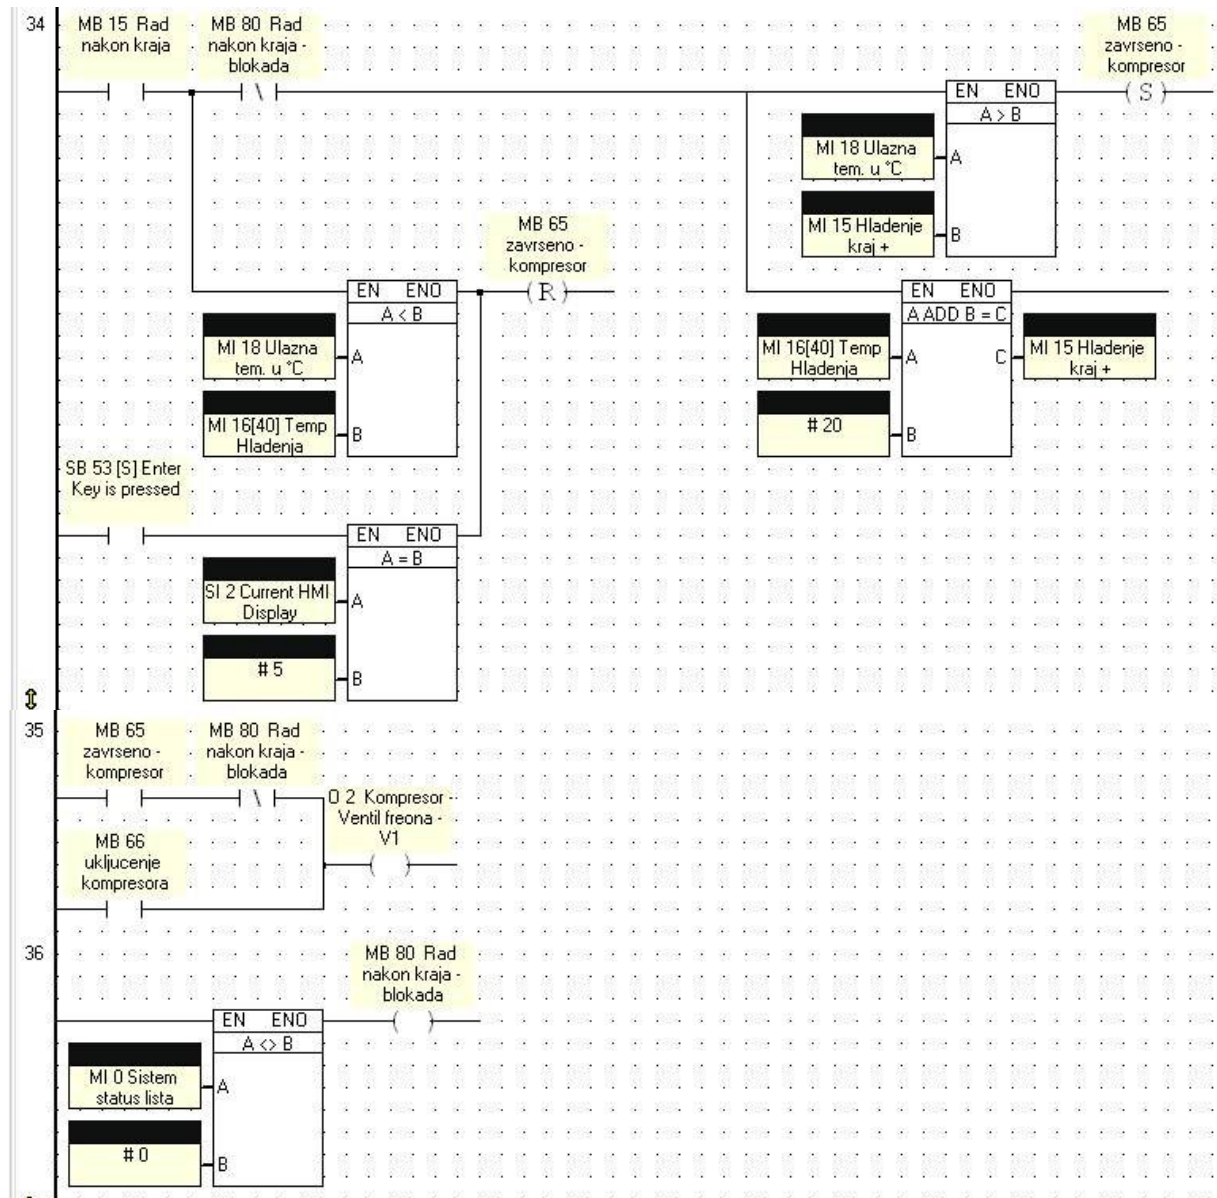 34
MB 15 Rad
nakon kraja
MB 80 Rad
nakon kraja -
blokada
MB 65
zavrseno -
kompresor
EN ENO
( S )
A > B
MI 18 Ulazna
tem. u °C
A
MI 15 Hladenje
kraj +
B
MB 65
zavrseno -
kompresor
EN ENO
( R )
A < B
MI 18 Ulazna
tem. u °C
A
MI 16[40] Temp
Hladenja
B
EN ENO
A ADD B = C
MI 16[40] Temp
Hladenja
A
C
MI 15 Hladenje
kraj +
# 20
B
SB 53 [S] Enter
Key is pressed
EN ENO
A = B
SI 2 Current HMI
Display
A
# 5
B
35
MB 65
zavrseno -
kompresor
MB 80 Rad
nakon kraja -
blokada
O 2 Kompresor -
Ventil freona -
V1
MB 66
ukljucenje
kompresora
36
MB 80 Rad
nakon kraja -
blokada
EN ENO
A <> B
MI 0 Sistem
status lista
A
# 0
B